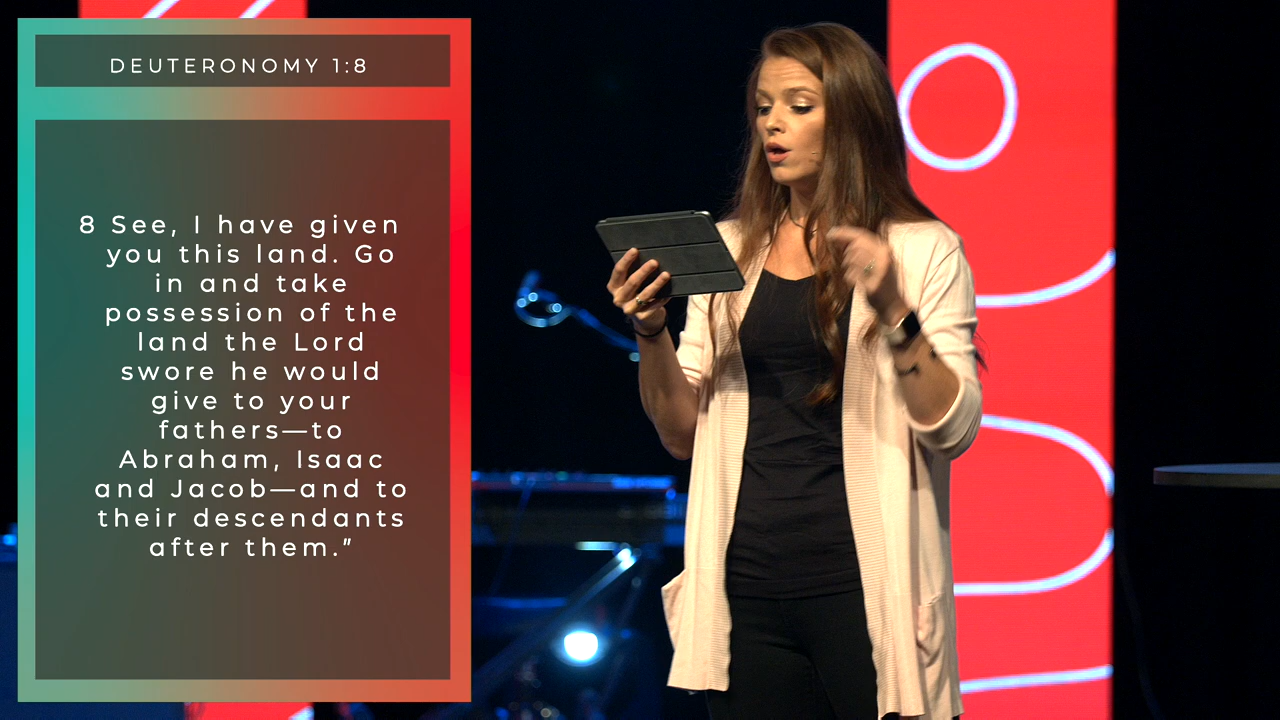 DEUTERONOMY 1:8
8 See, I have given
you this land. Go
in and take
possession of the
land the Lord
swore he would
give to your
fathers—to
Abraham, Isaac
and Jacob—and to
their descendants
after them.”